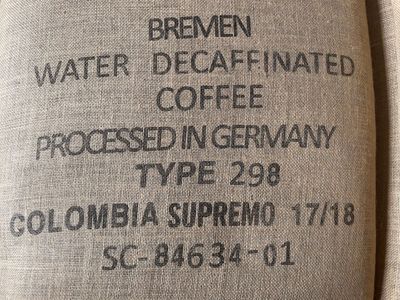 BREMEN
WATER DECAFFINATED
COFFEE
PROCESSED IN GERMANY
TYPE 298
COLOMBIA SUPREMO 17/18
SC-84634-01